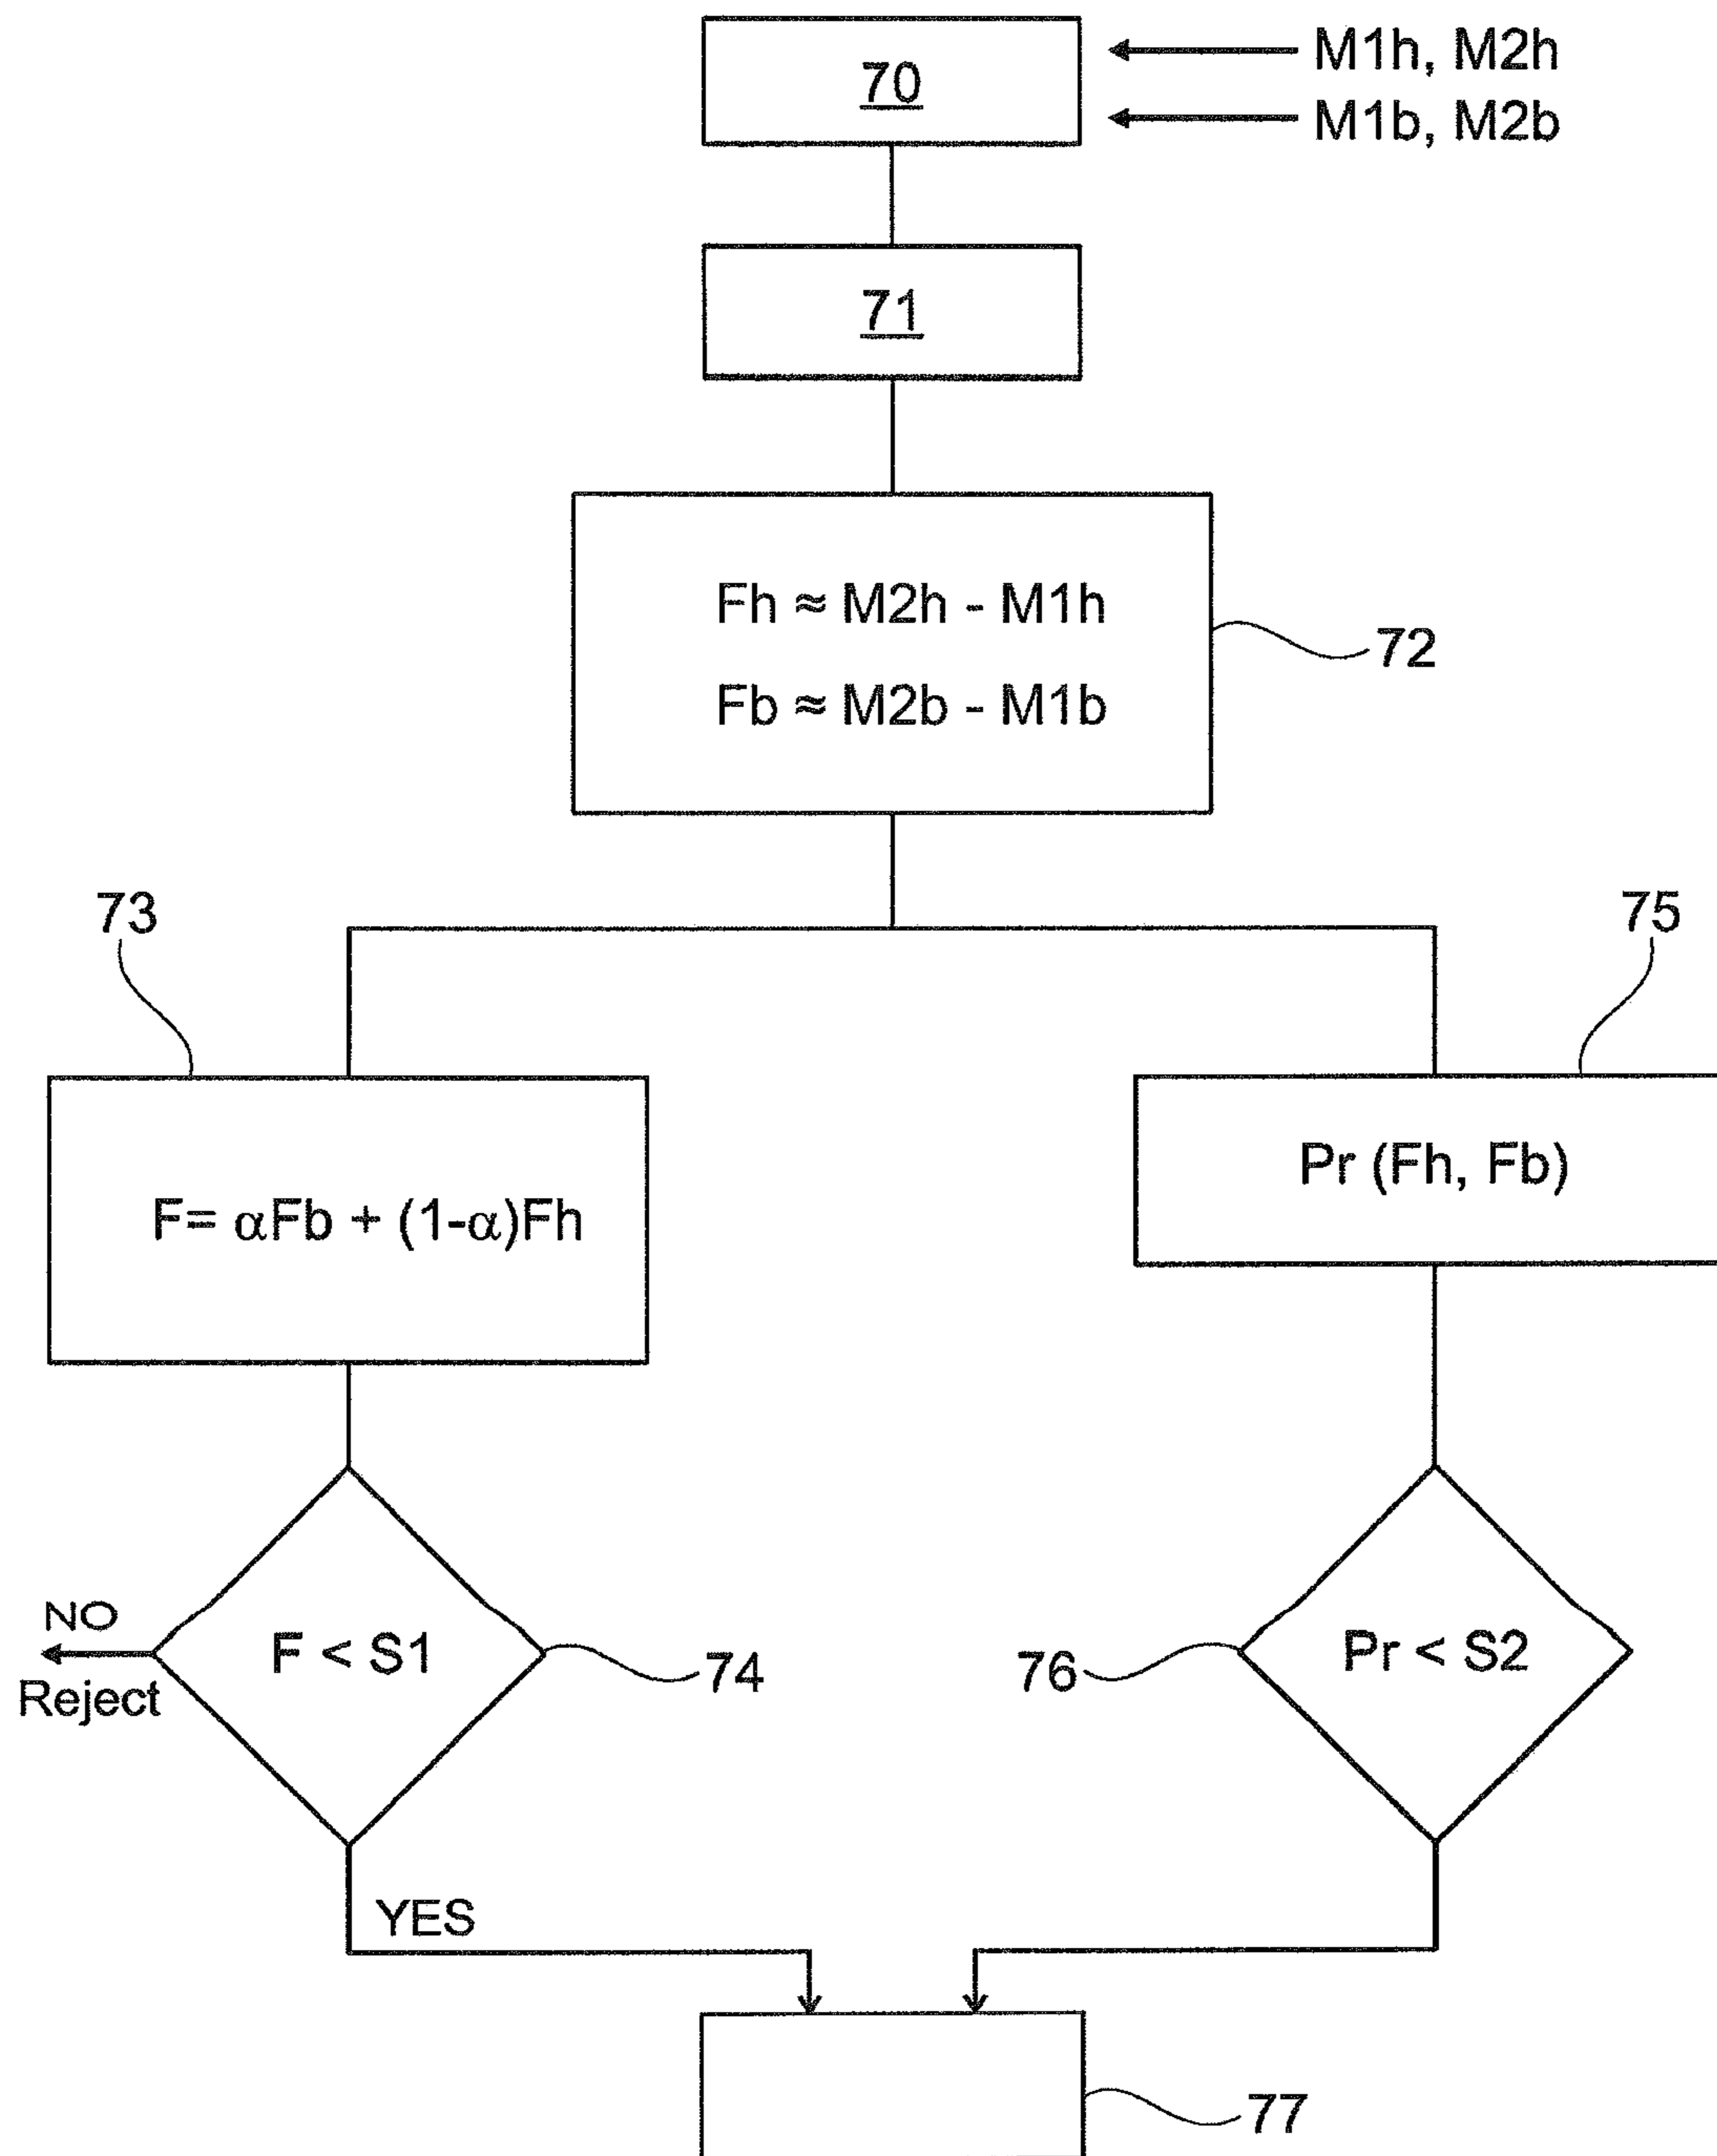 70
M1h, M2h
M1b, M2b
71
Fh ≈ M2h - M1h
Fb ≈ M2b - M1b
72
73
75
F= αFb + (1-α)Fh
Pr (Fh, Fb)
NO
Reject
F < S1
74
76
Pr < S2
YES
77